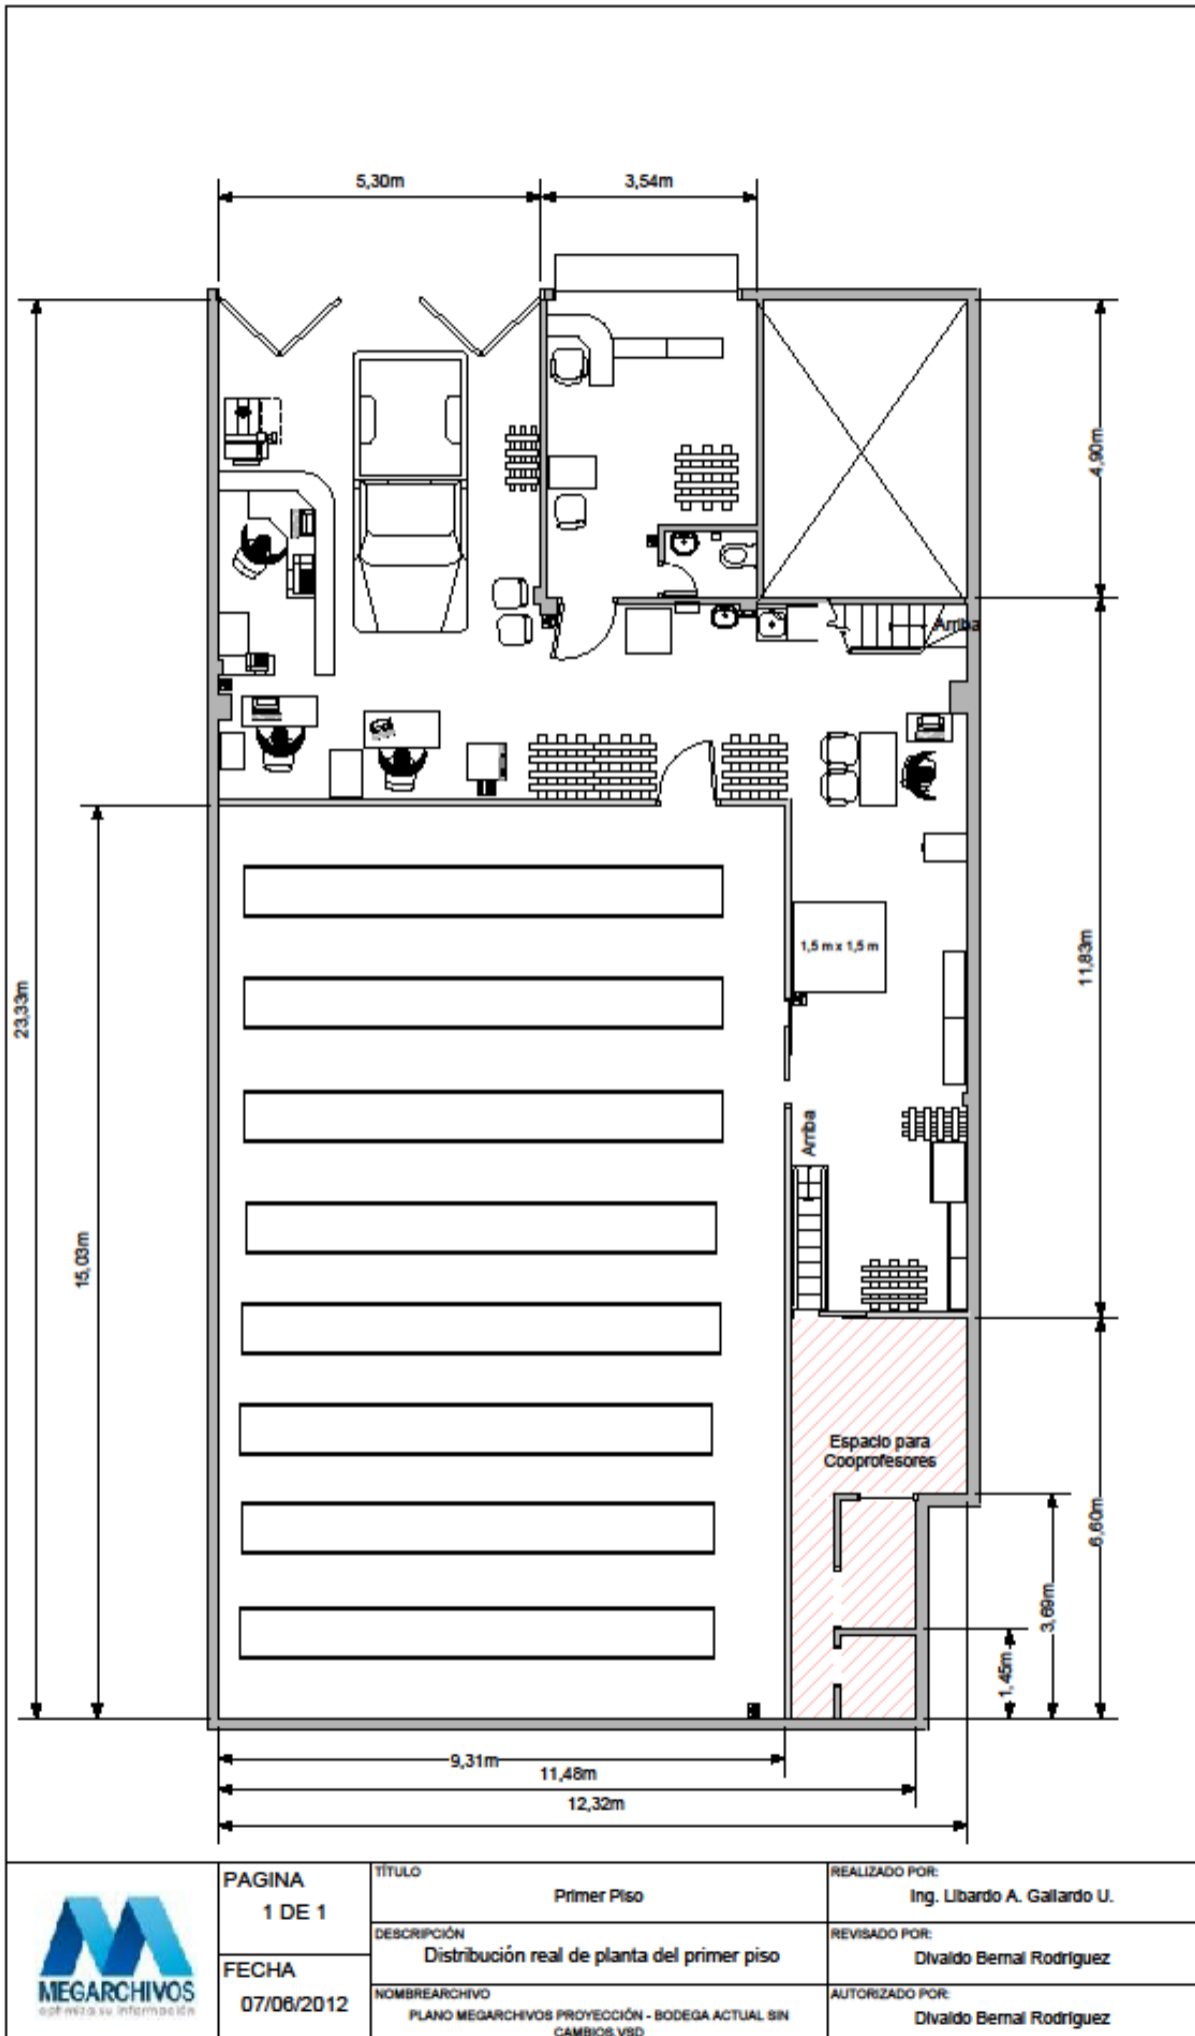 5,30m
3,54m
4,90m
Arriba
23,33m
15,03m
1,5 m x 1,5 m
11,83m
Arriba
Espacio para
Cooprofesores
6,60m
3,69m
1,45m
9,31m
11,48m
12,32m
MEGARCHIVOS
optimiza su información
PAGINA
1 DE 1
FECHA
07/06/2012
TÍTULO
Primer Piso
DESCRIPCIÓN
Distribución real de planta del primer piso
NOMBREARCHIVO
PLANO MEGARCHIVOS PROYECCIÓN - BODEGA ACTUAL SIN
CAMBIOS.VSD
REALIZADO POR:
Ing. Libardo A. Gallardo U.
REVISADO POR:
Divaldo Bernal Rodriguez
AUTORIZADO POR:
Divaldo Bernal Rodriguez